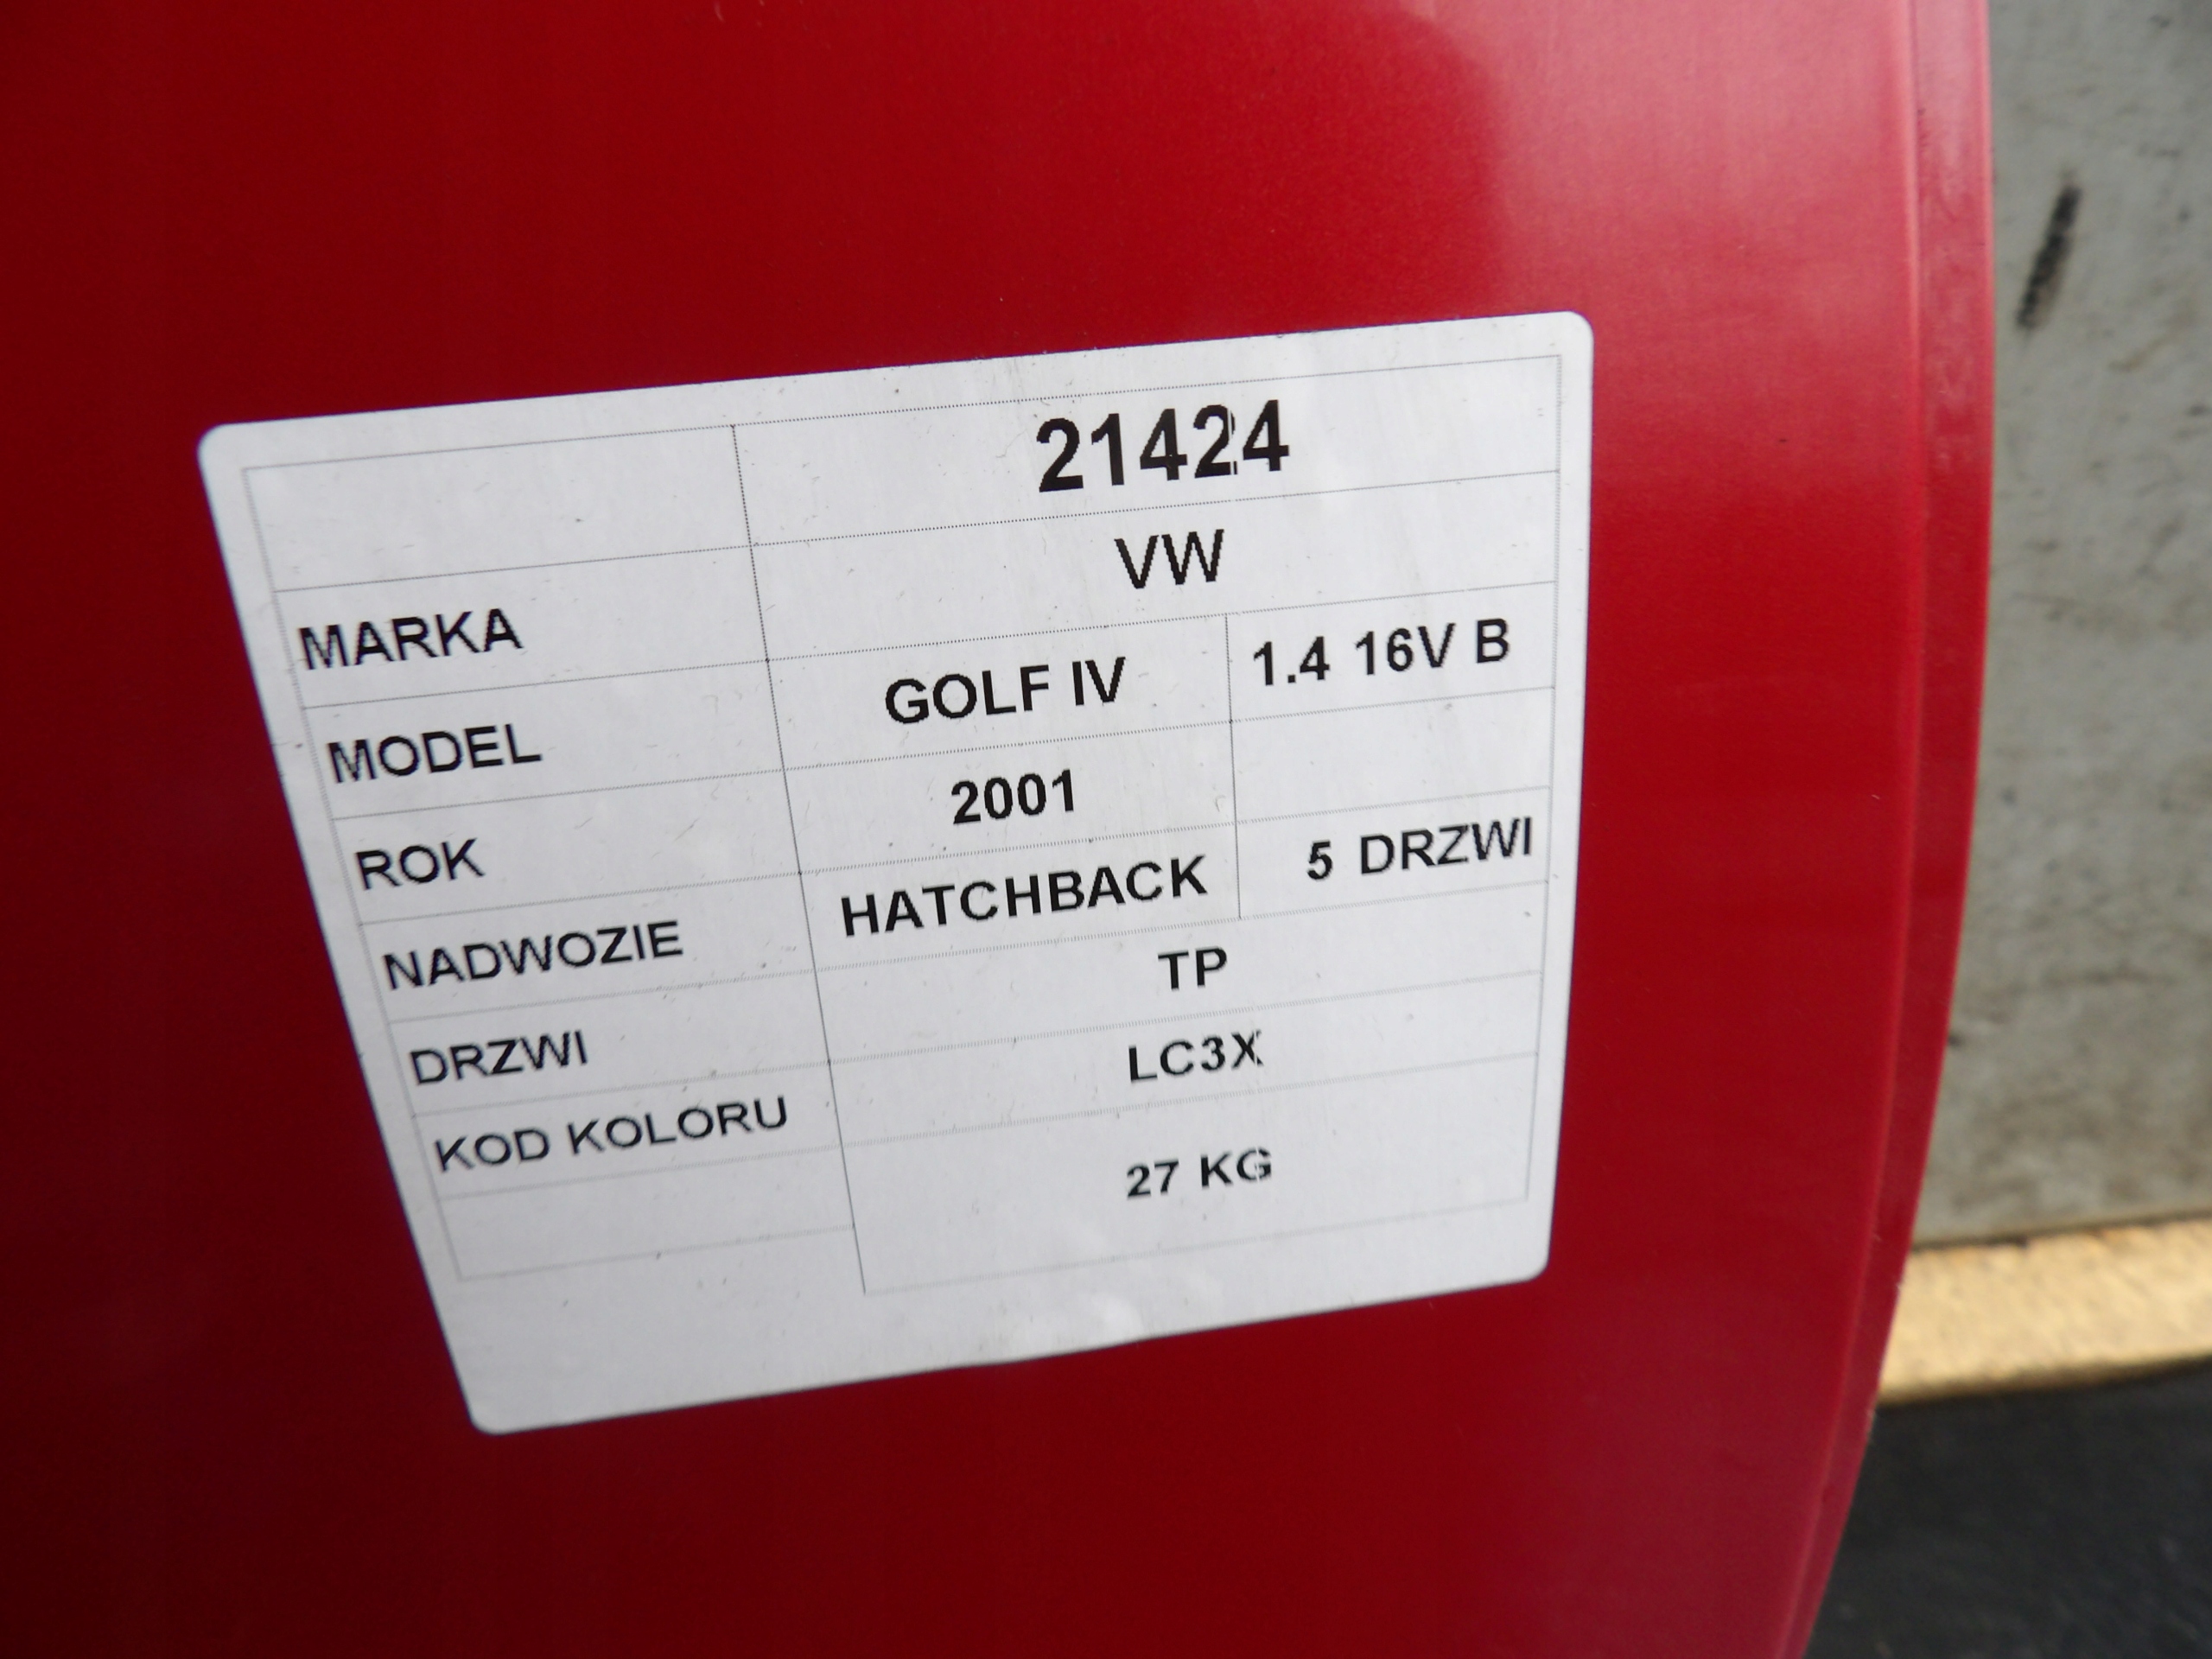 21424
MARKA VW
MODEL GOLF IV 1.4 16V B
ROK 2001
NADWOZIE HATCHBACK 5 DRZWI
DRZWI TP
KOD KOLORU LC3X
27 KG